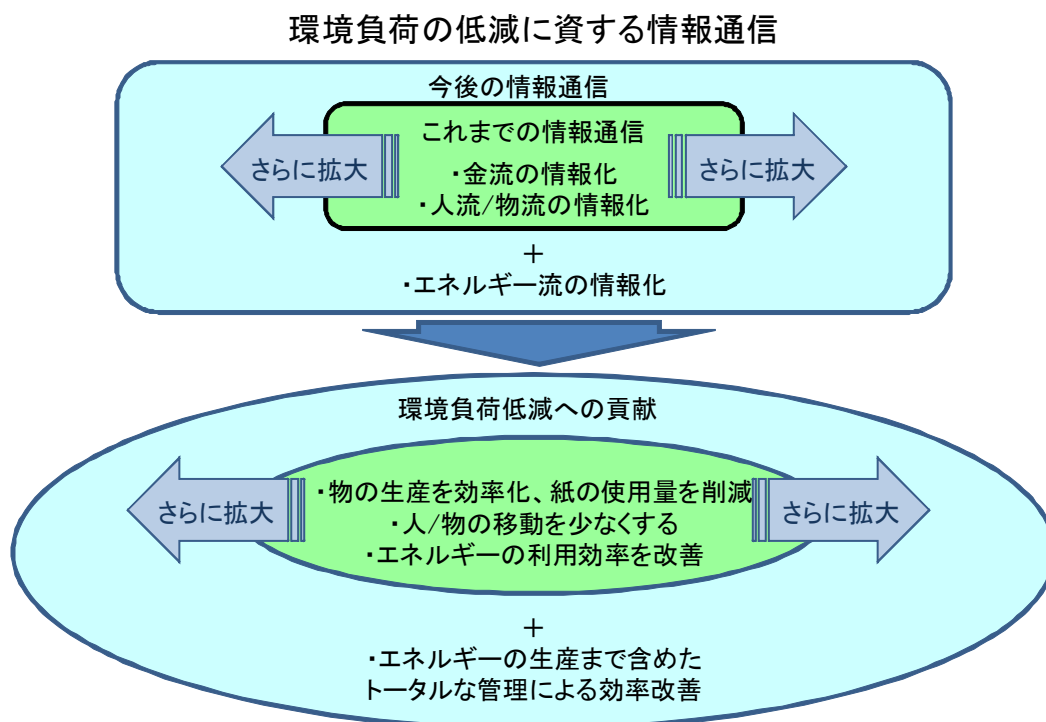 環境負荷の低減に資する情報通信
今後の情報通信
これまでの情報通信
さらに拡大
さらに拡大
・金流の情報化
・人流/物流の情報化
＋
・エネルギー流の情報化
環境負荷低減への貢献
さらに拡大
さらに拡大
・物の生産を効率化、紙の使用量を削減
・人/物の移動を少なくする
・エネルギーの利用効率を改善
＋
・エネルギーの生産まで含めた
トータルな管理による効率改善